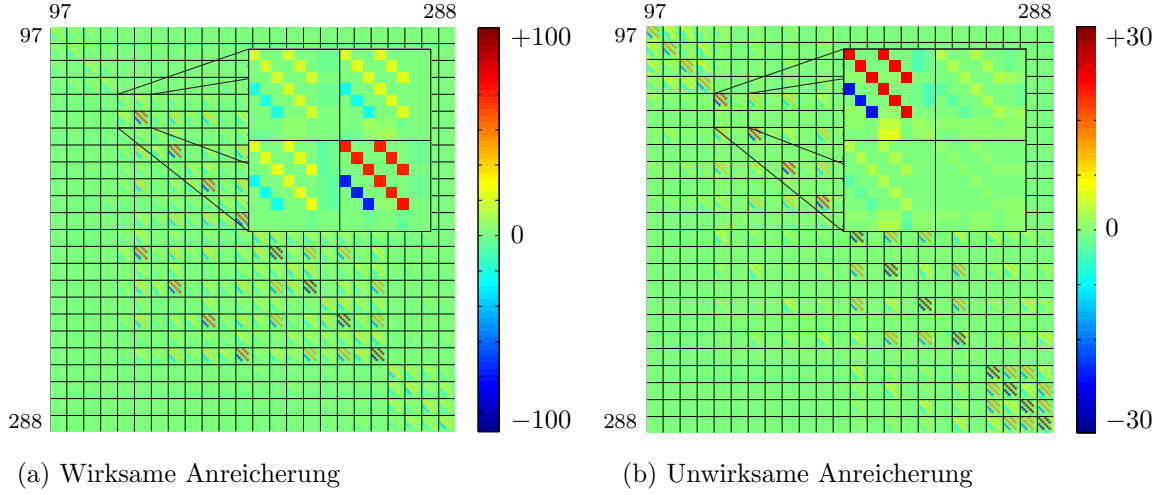 97 288 97 288
97 +100 97 +30
0 0
288 −100 288 −30
(a) Wirksame Anreicherung (b) Unwirksame Anreicherung